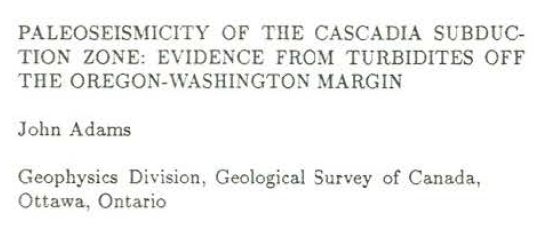 PALEOSEISMICITY OF THE CASCADIA SUBDUC-
TION ZONE: EVIDENCE FROM TURBIDITES OFF
THE OREGON-WASHINGTON MARGIN
John Adams
Geophysics Division, Geological Survey of Canada,
Ottawa, Ontario